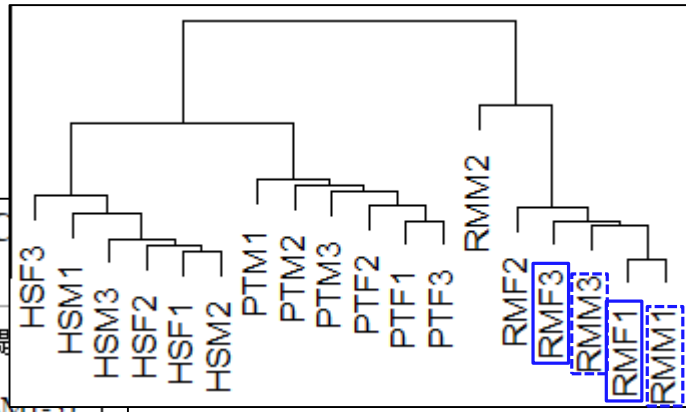 HSF3
HSM1
HSM3
HSF2
HSF1
HSM2
PTM1
PTM2
PTM3
PTF2
PTF1
PTF3
RMM2
RMF2
RMF3
RMM3
RMF1
RMM1